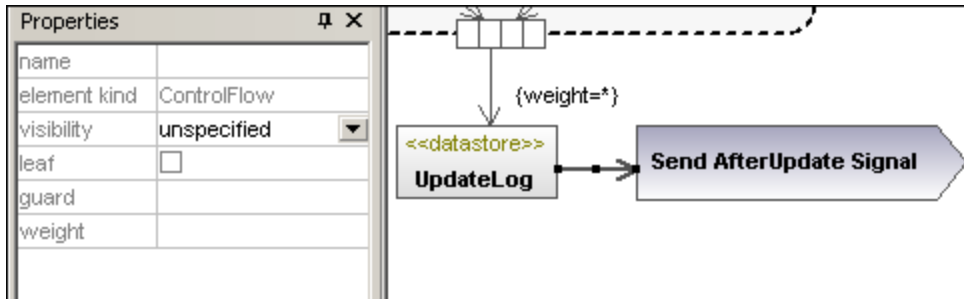 Properties
name
element kind ControlFlow
visibility unspecified
leaf
guard
weight
{weight=*}
<<datastore>>
UpdateLog
Send AfterUpdate Signal